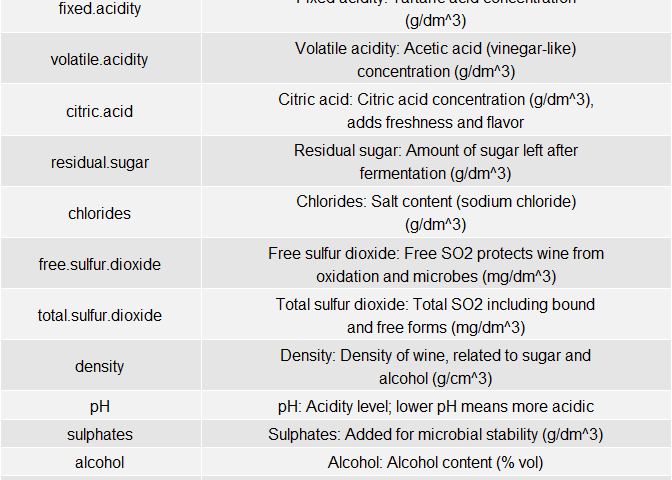 Fixed acidity: Tartaric acid concentration
fixed.acidity
(g/dm^3)
Volatile acidity: Acetic acid (vinegar-like)
volatile.acidity
concentration (g/dm^3)
Citric acid: Citric acid concentration (g/dm^3),
citric.acid
adds freshness and flavor
Residual sugar: Amount of sugar left after
residual.sugar
fermentation (g/dm^3)
Chlorides: Salt content (sodium chloride)
chlorides
(g/dm^3)
Free sulfur dioxide: Free SO2 protects wine from
free.sulfur.dioxide
oxidation and microbes (mg/dm^3)
Total sulfur dioxide: Total SO2 including bound
total.sulfur.dioxide
and free forms (mg/dm^3)
Density: Density of wine, related to sugar and
density
alcohol (g/cm^3)
pH pH: Acidity level; lower pH means more acidic
sulphates Sulphates: Added for microbial stability (g/dm^3)
alcohol Alcohol: Alcohol content (% vol)